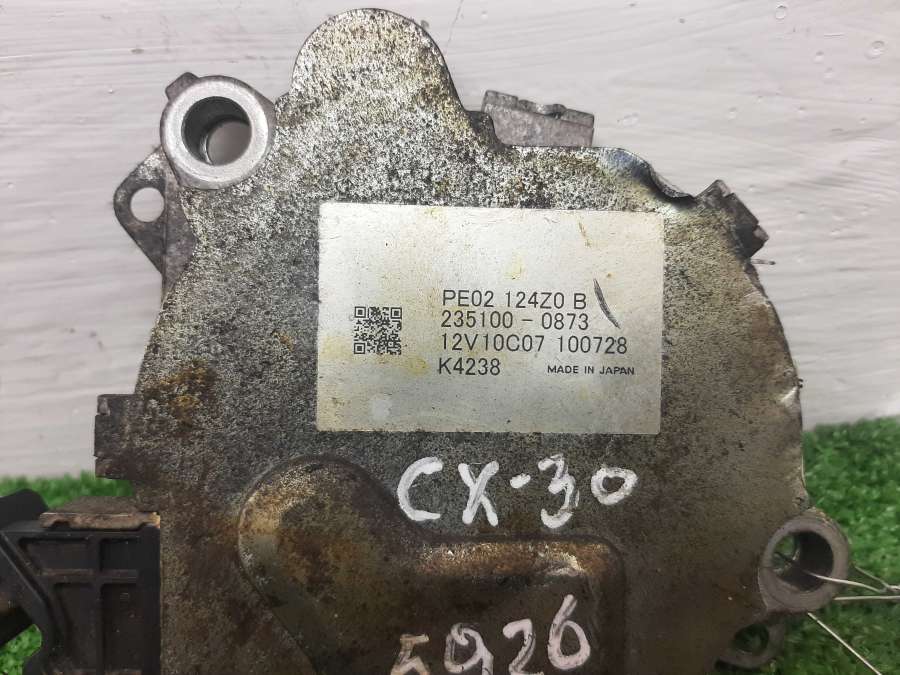 PE02 124Z0 B
235100-0873
12V10C07 100728
K4238 MADE IN JAPAN
CX-30
5926